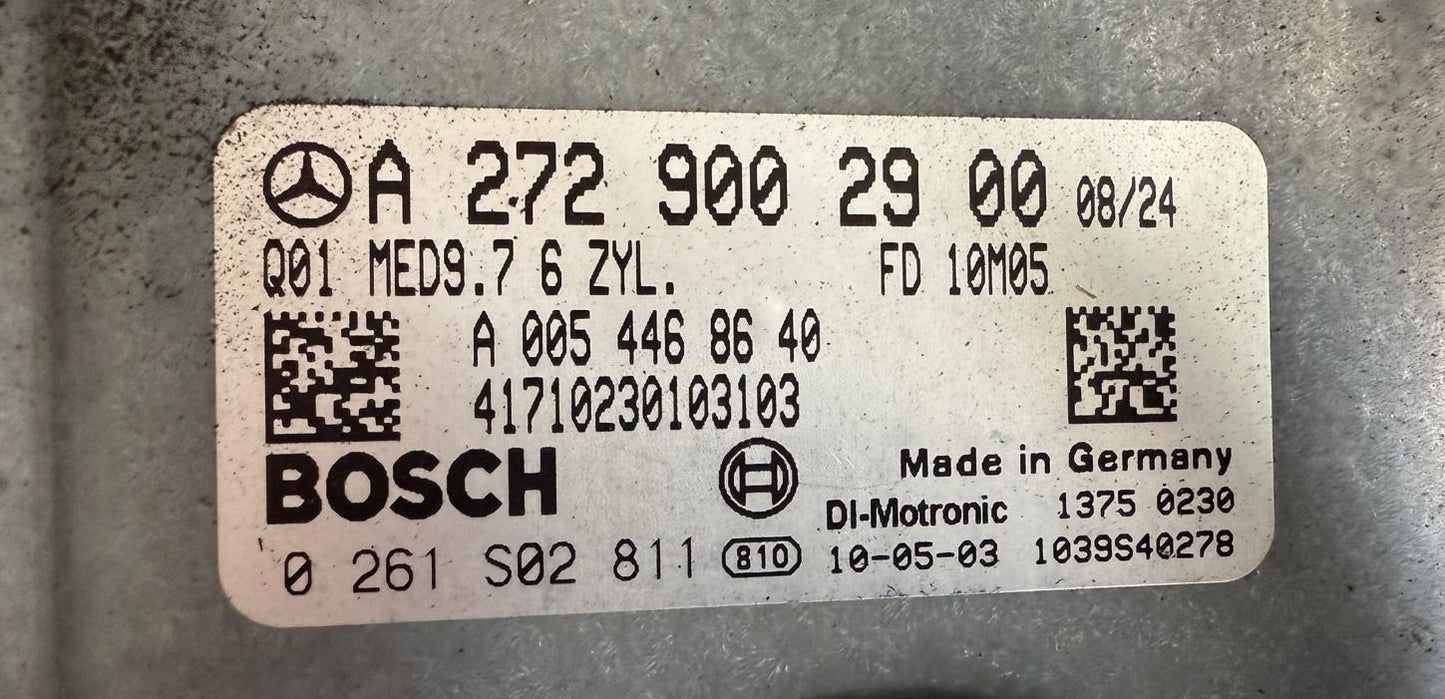 A 272 900 29 00 08/24
Q01 MED9.7 6 ZYL. FD 10M05
A 005 446 86 40
41710230103103
BOSCH Made in Germany
DI-Motronic 1375 0230
0 261 S02 811 810 10-05-03 1039S40278